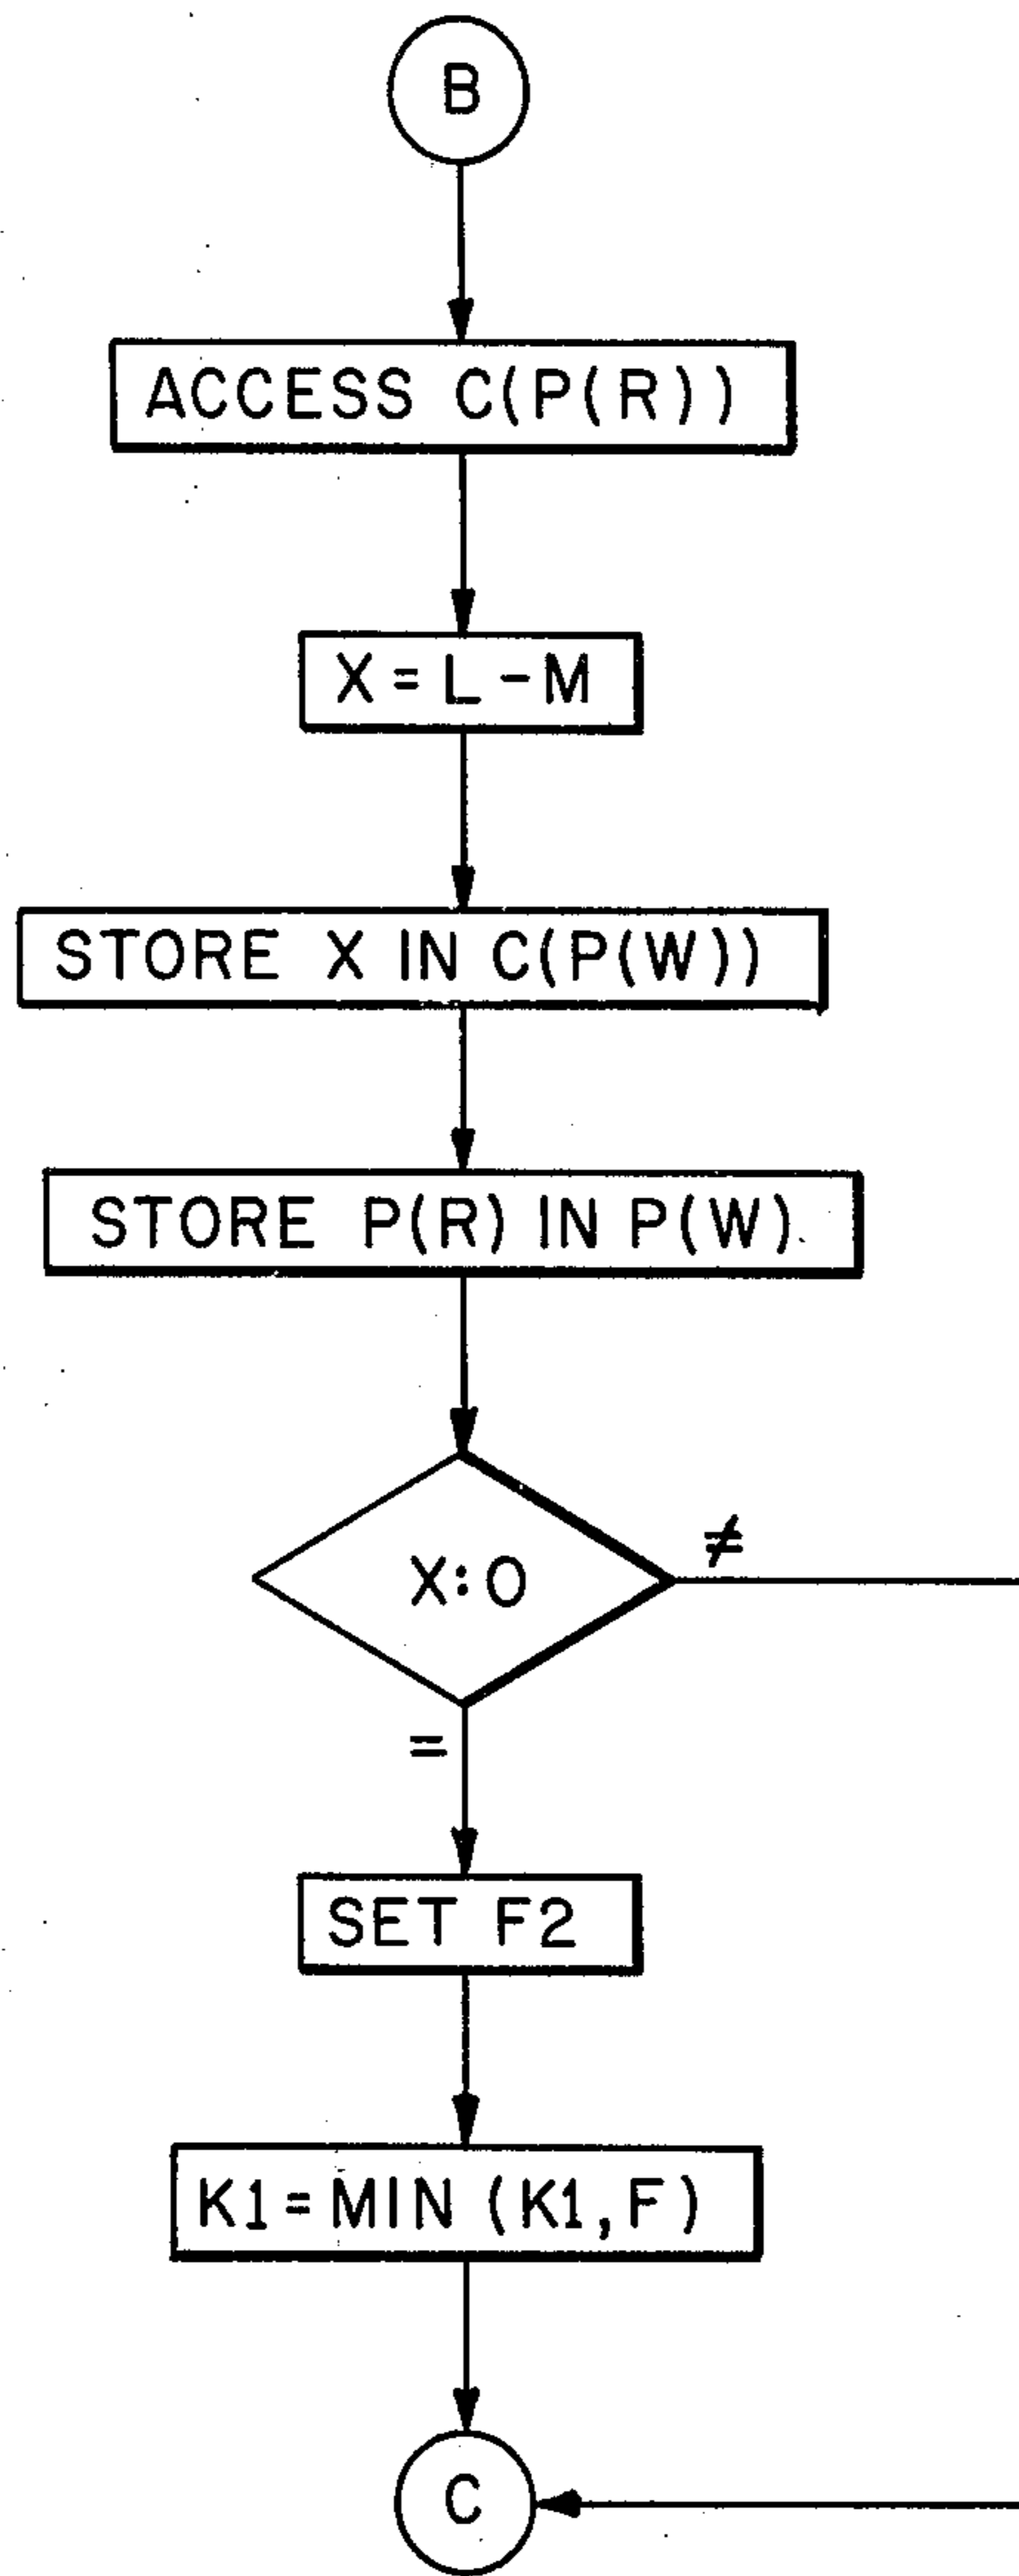 B
ACCESS C(P(R))
X = L - M
STORE X IN C(P(W))
STORE P(R) IN P(W)
X:0
≠
=
SET F2
K1 = MIN (K1,F)
C